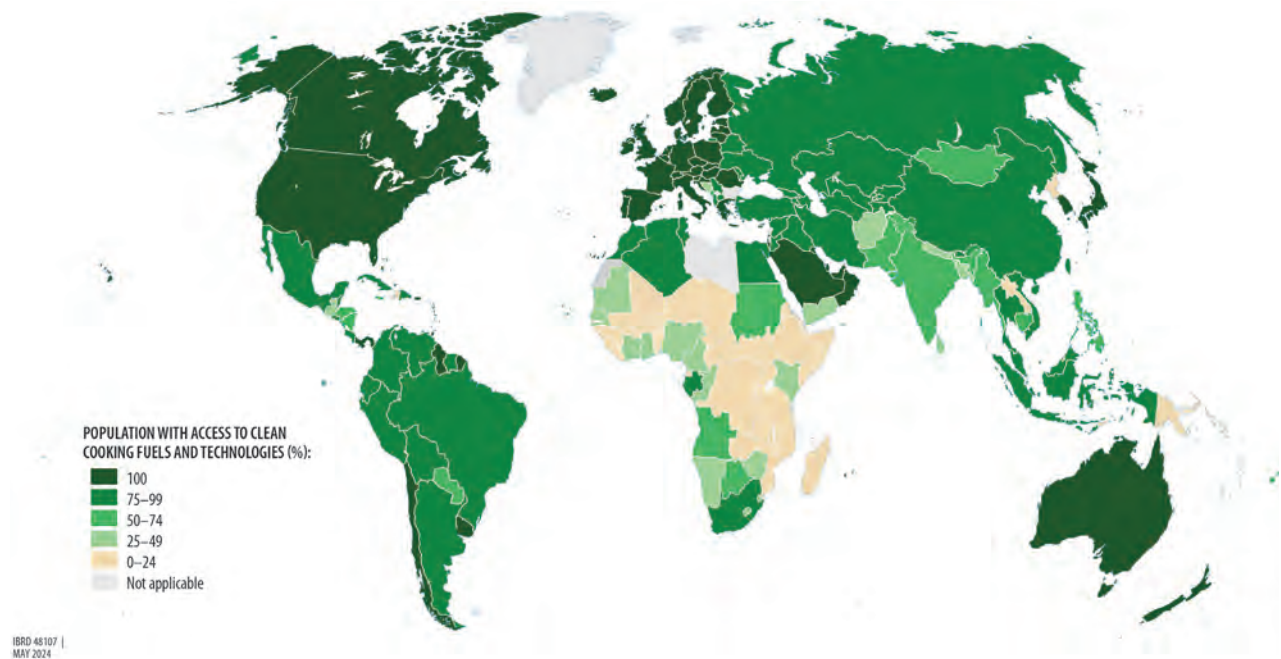 POPULATION WITH ACCESS TO CLEAN
COOKING FUELS AND TECHNOLOGIES (%):
100
75–99
50–74
25–49
0–24
Not applicable
IBRD 48107 |
MAY 2024